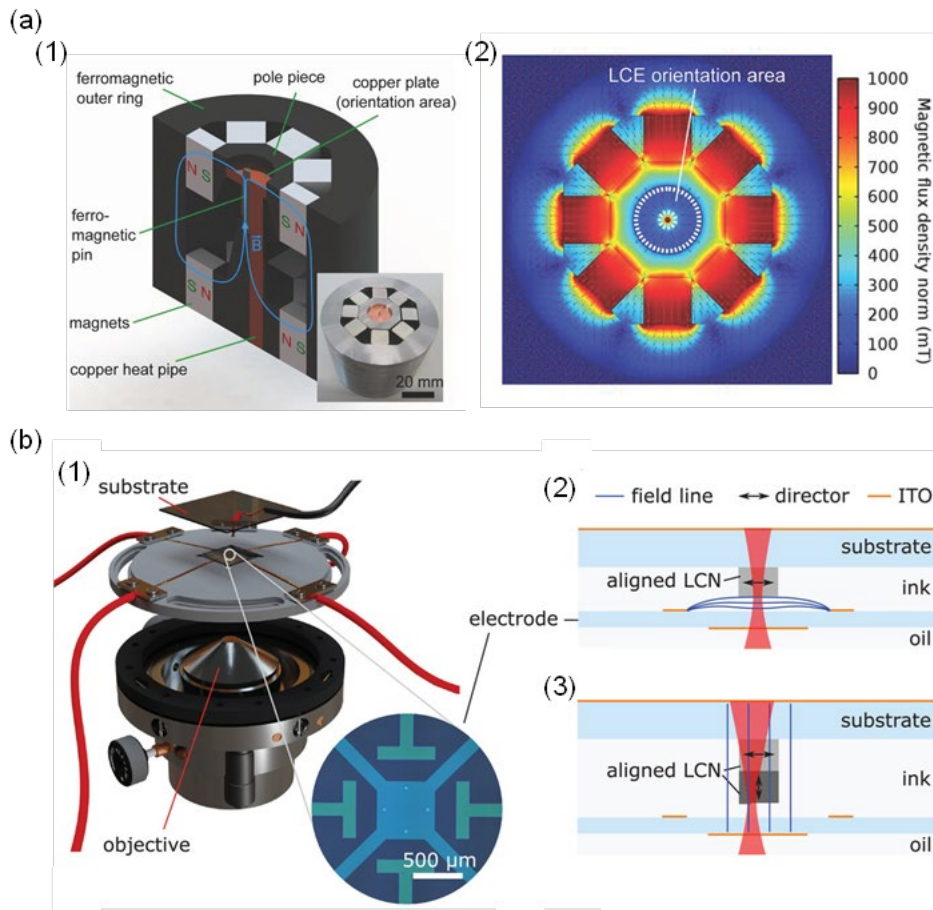 (a)
(1)
ferromagnetic
outer ring
pole piece
copper plate
(orientation area)
N
S
S
N
ferro-
magnetic
pin
B
S
N
N
S
magnets
copper heat pipe
20 mm
(2)
LCE orientation area
1000
900
800
700
600
500
400
300
200
100
0
Magnetic flux density norm (mT)
(b)
(1)
substrate
electrode
objective
500 μm
(2)
field line
director
ITO
substrate
aligned LCN
ink
oil
(3)
substrate
aligned LCN
ink
oil